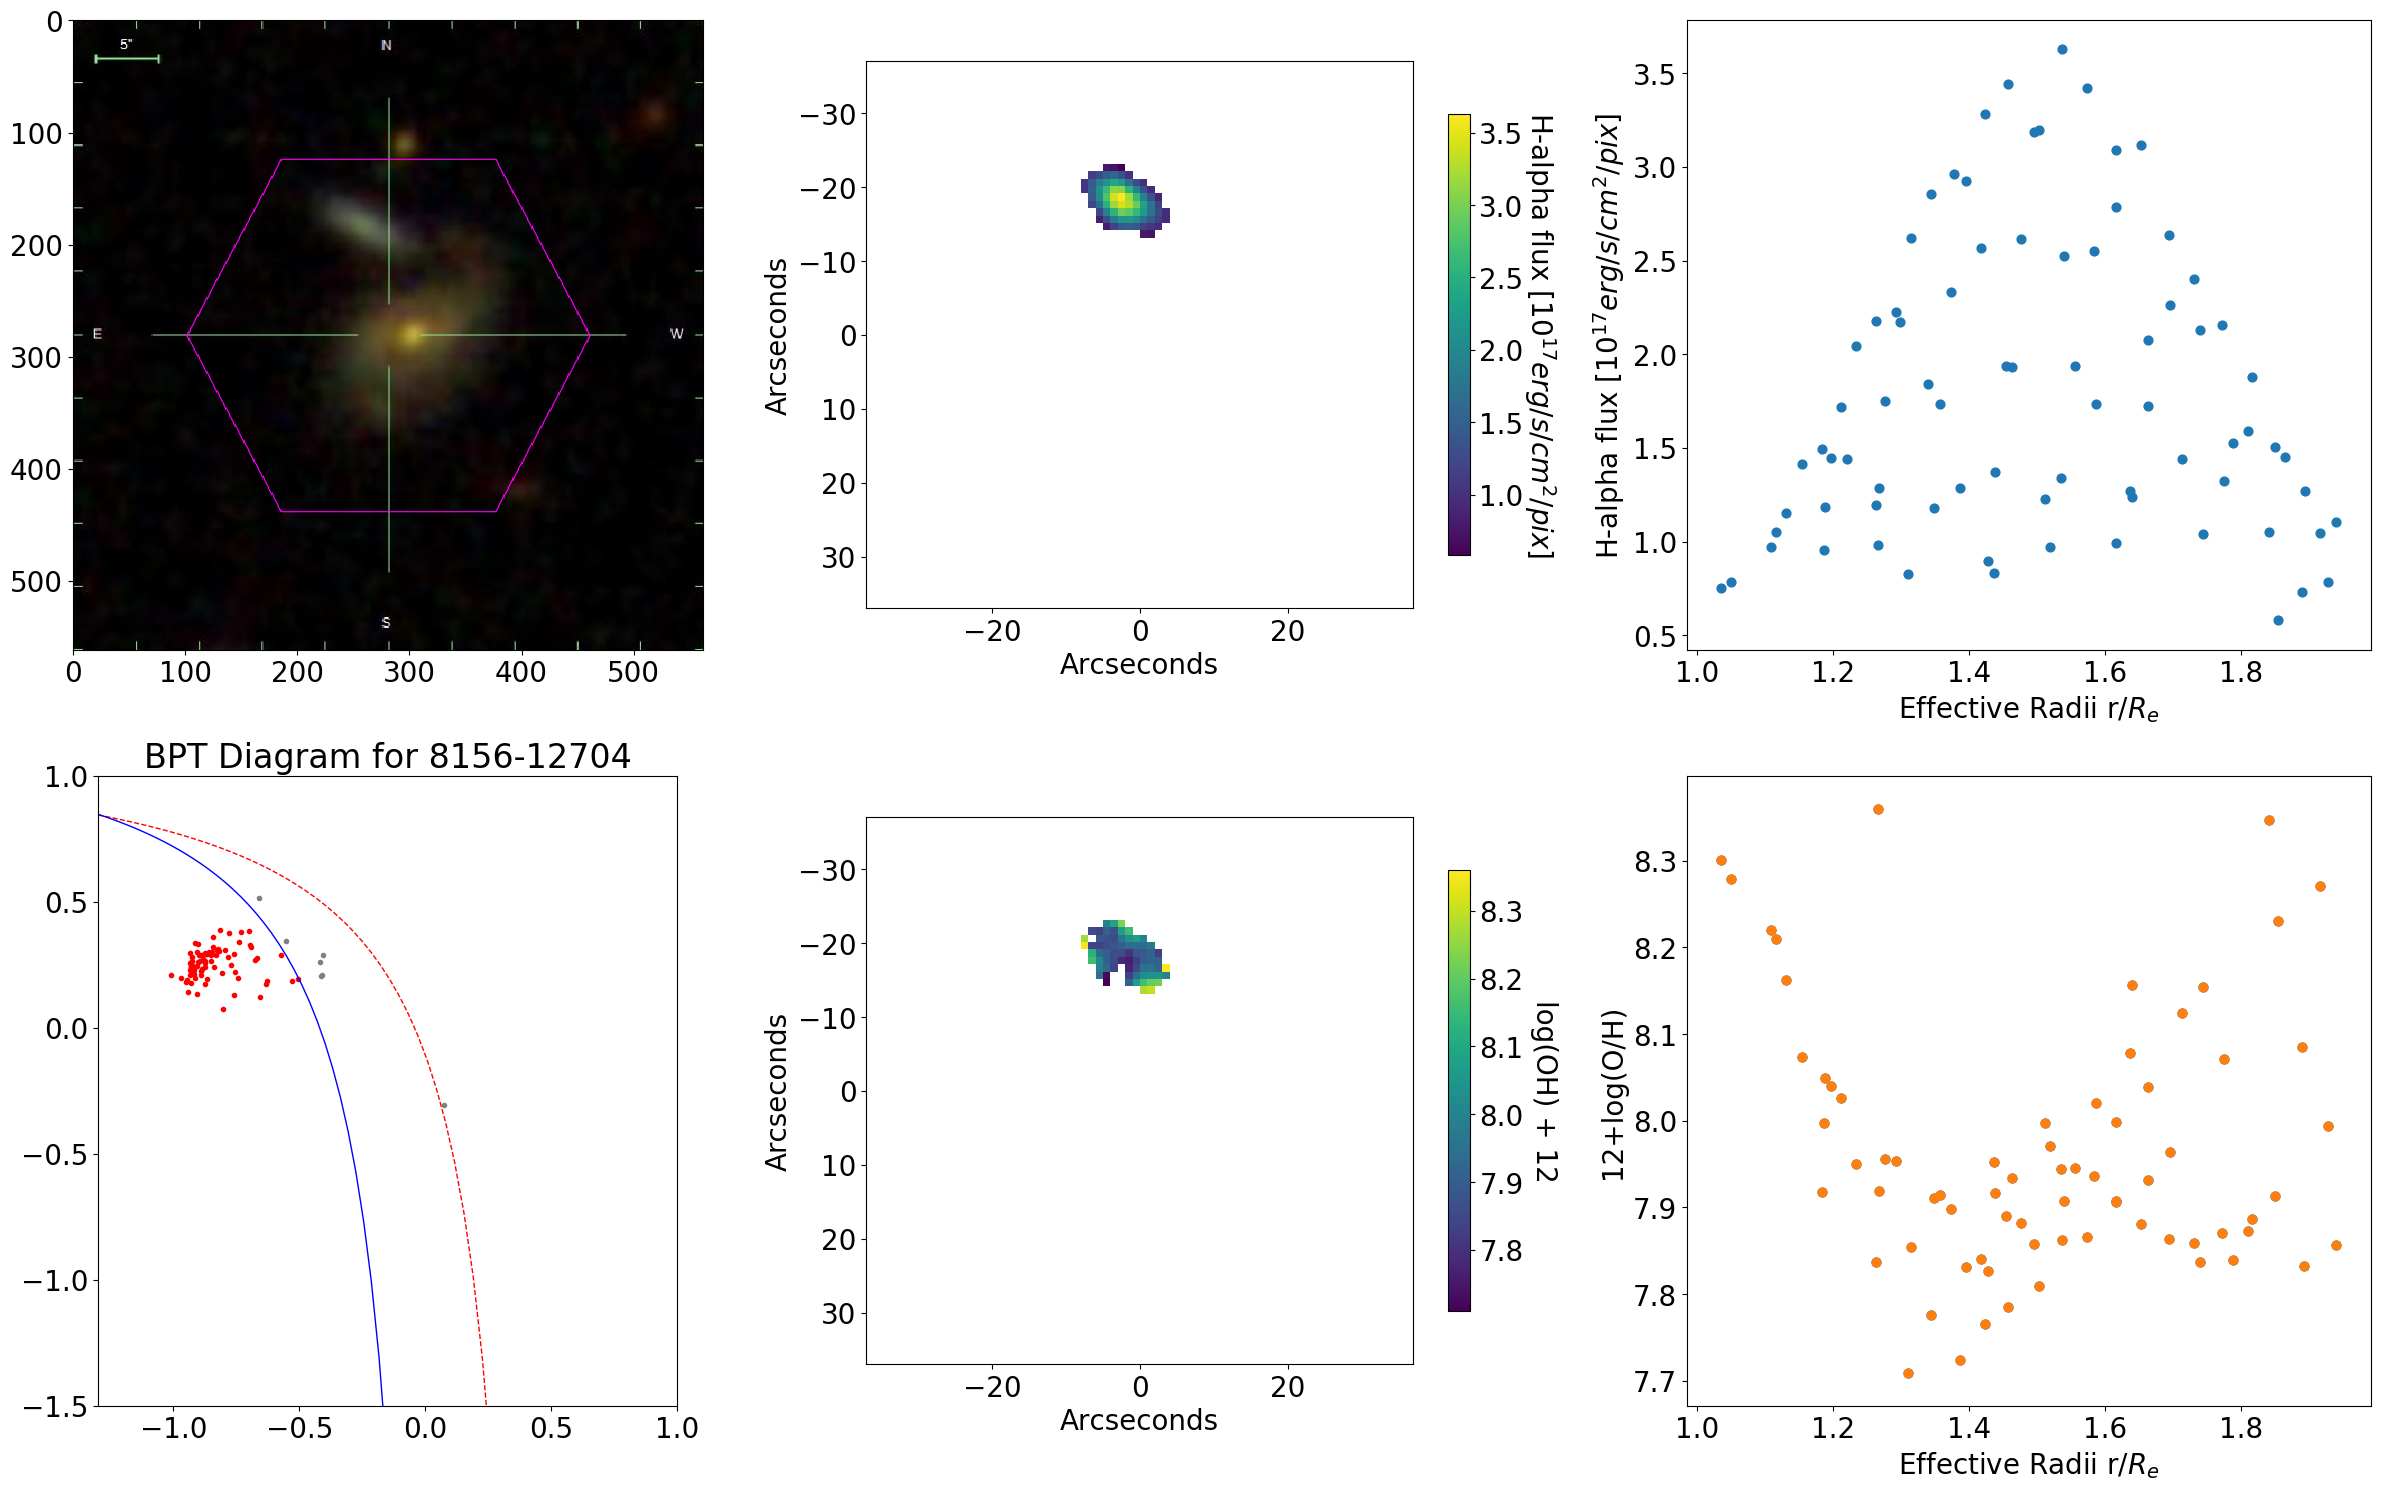 0
100
200
300
400
500
0 100 200 300 400 500
5"
N
E
W
S
−30
−20
−10
0
10
20
30
Arcseconds
−20 0 20
Arcseconds
3.5
3.0
2.5
2.0
1.5
1.0
H-alpha flux [10^17 erg/s/cm^2/pix]
H-alpha flux [10^17 erg/s/cm^2/pix]
3.5
3.0
2.5
2.0
1.5
1.0
0.5
1.0 1.2 1.4 1.6 1.8
Effective Radii r/R_e
BPT Diagram for 8156-12704
1.0
0.5
0.0
−0.5
−1.0
−1.5
−1.0 −0.5 0.0 0.5 1.0
−30
−20
−10
0
10
20
30
Arcseconds
−20 0 20
Arcseconds
8.3
8.2
8.1
8.0
7.9
7.8
log(OH) + 12
12+log(O/H)
8.3
8.2
8.1
8.0
7.9
7.8
7.7
1.0 1.2 1.4 1.6 1.8
Effective Radii r/R_e